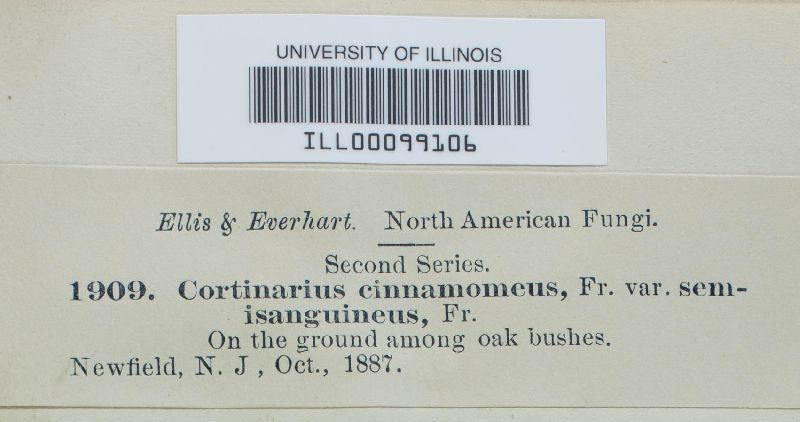 UNIVERSITY OF ILLINOIS
ILL00099106
Ellis & Everhart. North American Fungi.
Second Series.
1909. Cortinarius cinnamomeus, Fr. var. sem-
isanguineus, Fr.
On the ground among oak bushes.
Newfield, N. J , Oct., 1887.